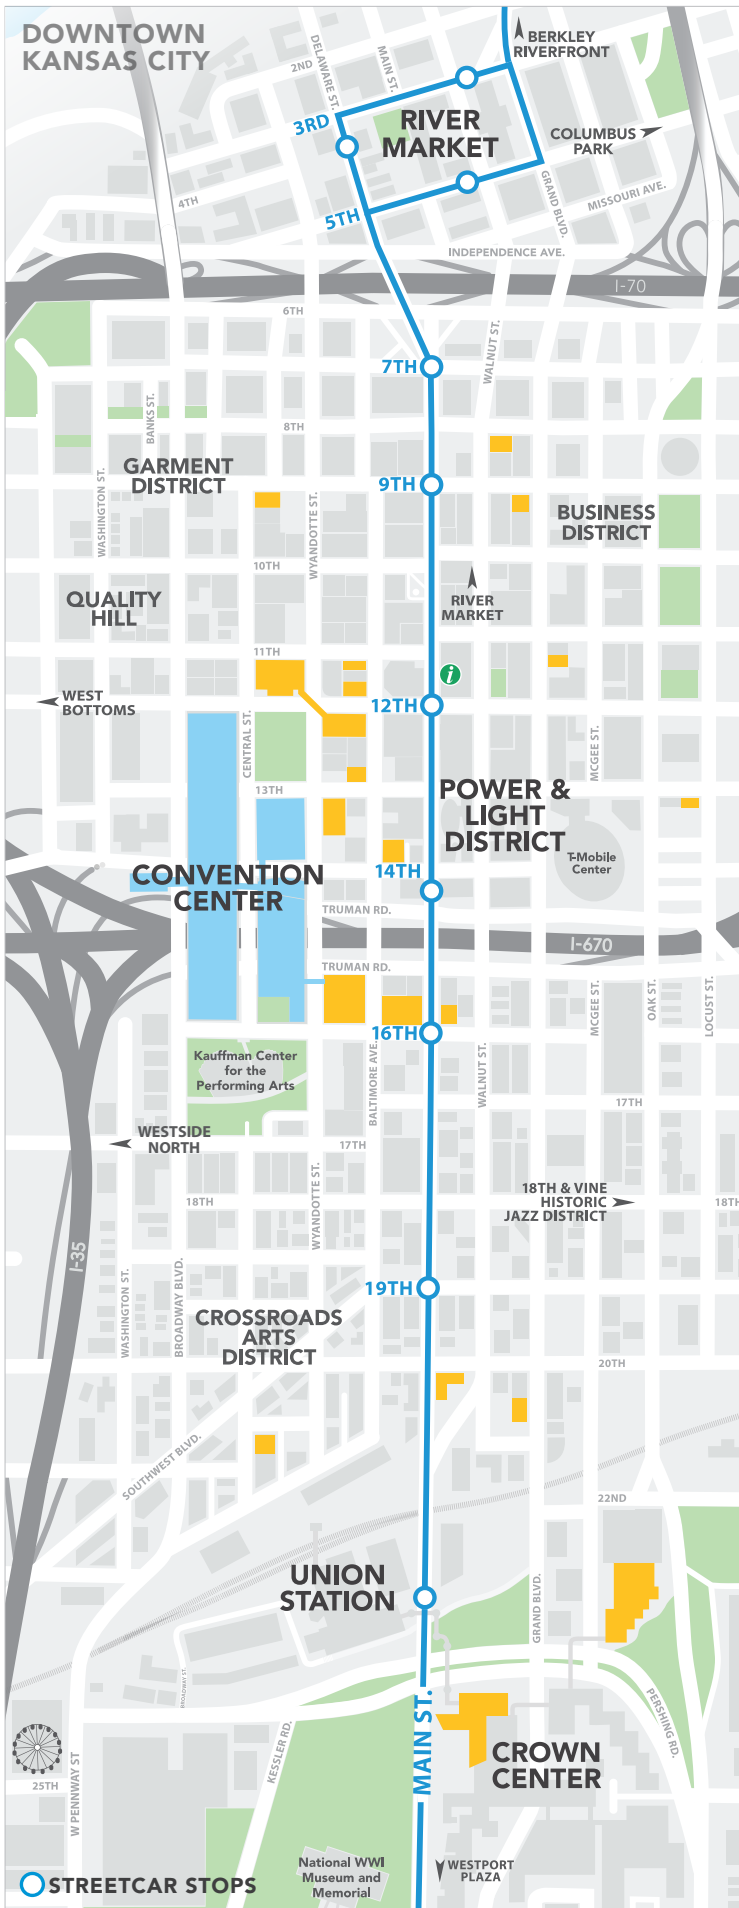 DOWNTOWN
KANSAS CITY
BERKLEY
RIVERFRONT
2ND
DELAWARE ST.
MAIN ST.
3RD
RIVER
MARKET
COLUMBUS
PARK
4TH
5TH
GRAND BLVD.
MISSOURI AVE.
INDEPENDENCE AVE.
I-70
6TH
WALNUT ST.
7TH
BANKS ST.
8TH
GARMENT
DISTRICT
9TH
WASHINGTON ST.
WYANDOTTE ST.
BUSINESS
DISTRICT
10TH
QUALITY
HILL
RIVER
MARKET
11TH
i
WEST
BOTTOMS
12TH
CENTRAL ST.
MCGEE ST.
13TH
POWER &
LIGHT
DISTRICT
T-Mobile
Center
14TH
CONVENTION
CENTER
TRUMAN RD.
I-670
TRUMAN RD.
MCGEE ST.
OAK ST.
LOCUST ST.
16TH
Kauffman Center
for the
Performing Arts
BALTIMORE AVE.
WALNUT ST.
17TH
WESTSIDE
NORTH
17TH
18TH
WYANDOTTE ST.
18TH & VINE
HISTORIC
JAZZ DISTRICT
18TH
I-35
19TH
WASHINGTON ST.
BROADWAY BLVD.
CROSSROADS
ARTS
DISTRICT
20TH
SOUTHWEST BLVD.
22ND
UNION
STATION
GRAND BLVD.
BROADWAY ST.
MAIN ST.
KESSLER RD.
PERSHING RD.
CROWN
CENTER
25TH
W PENNWAY ST
National WWI
Museum and
Memorial
WESTPORT
PLAZA
STREETCAR STOPS